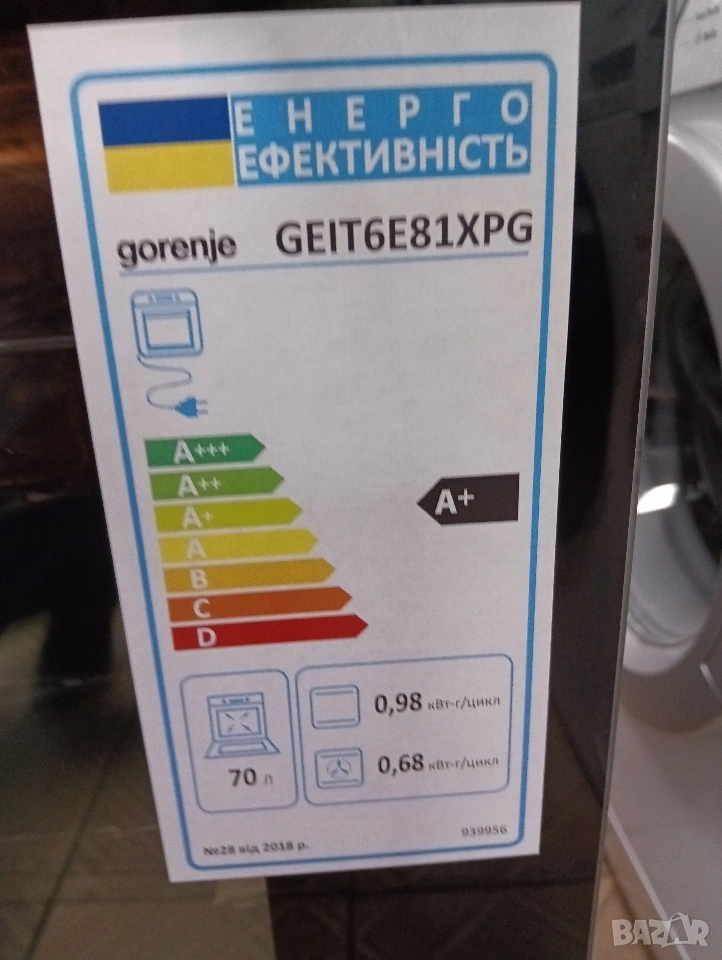 ЕНЕРГО
ЕФЕКТИВНІСТЬ
gorenje GEIT6E81XPG
A+++
A++
A+
A
B
C
D
A+
0,98 кВт-г/цикл
0,68 кВт-г/цикл
70 л
939956
№28 від 2018 р.
BAZAR